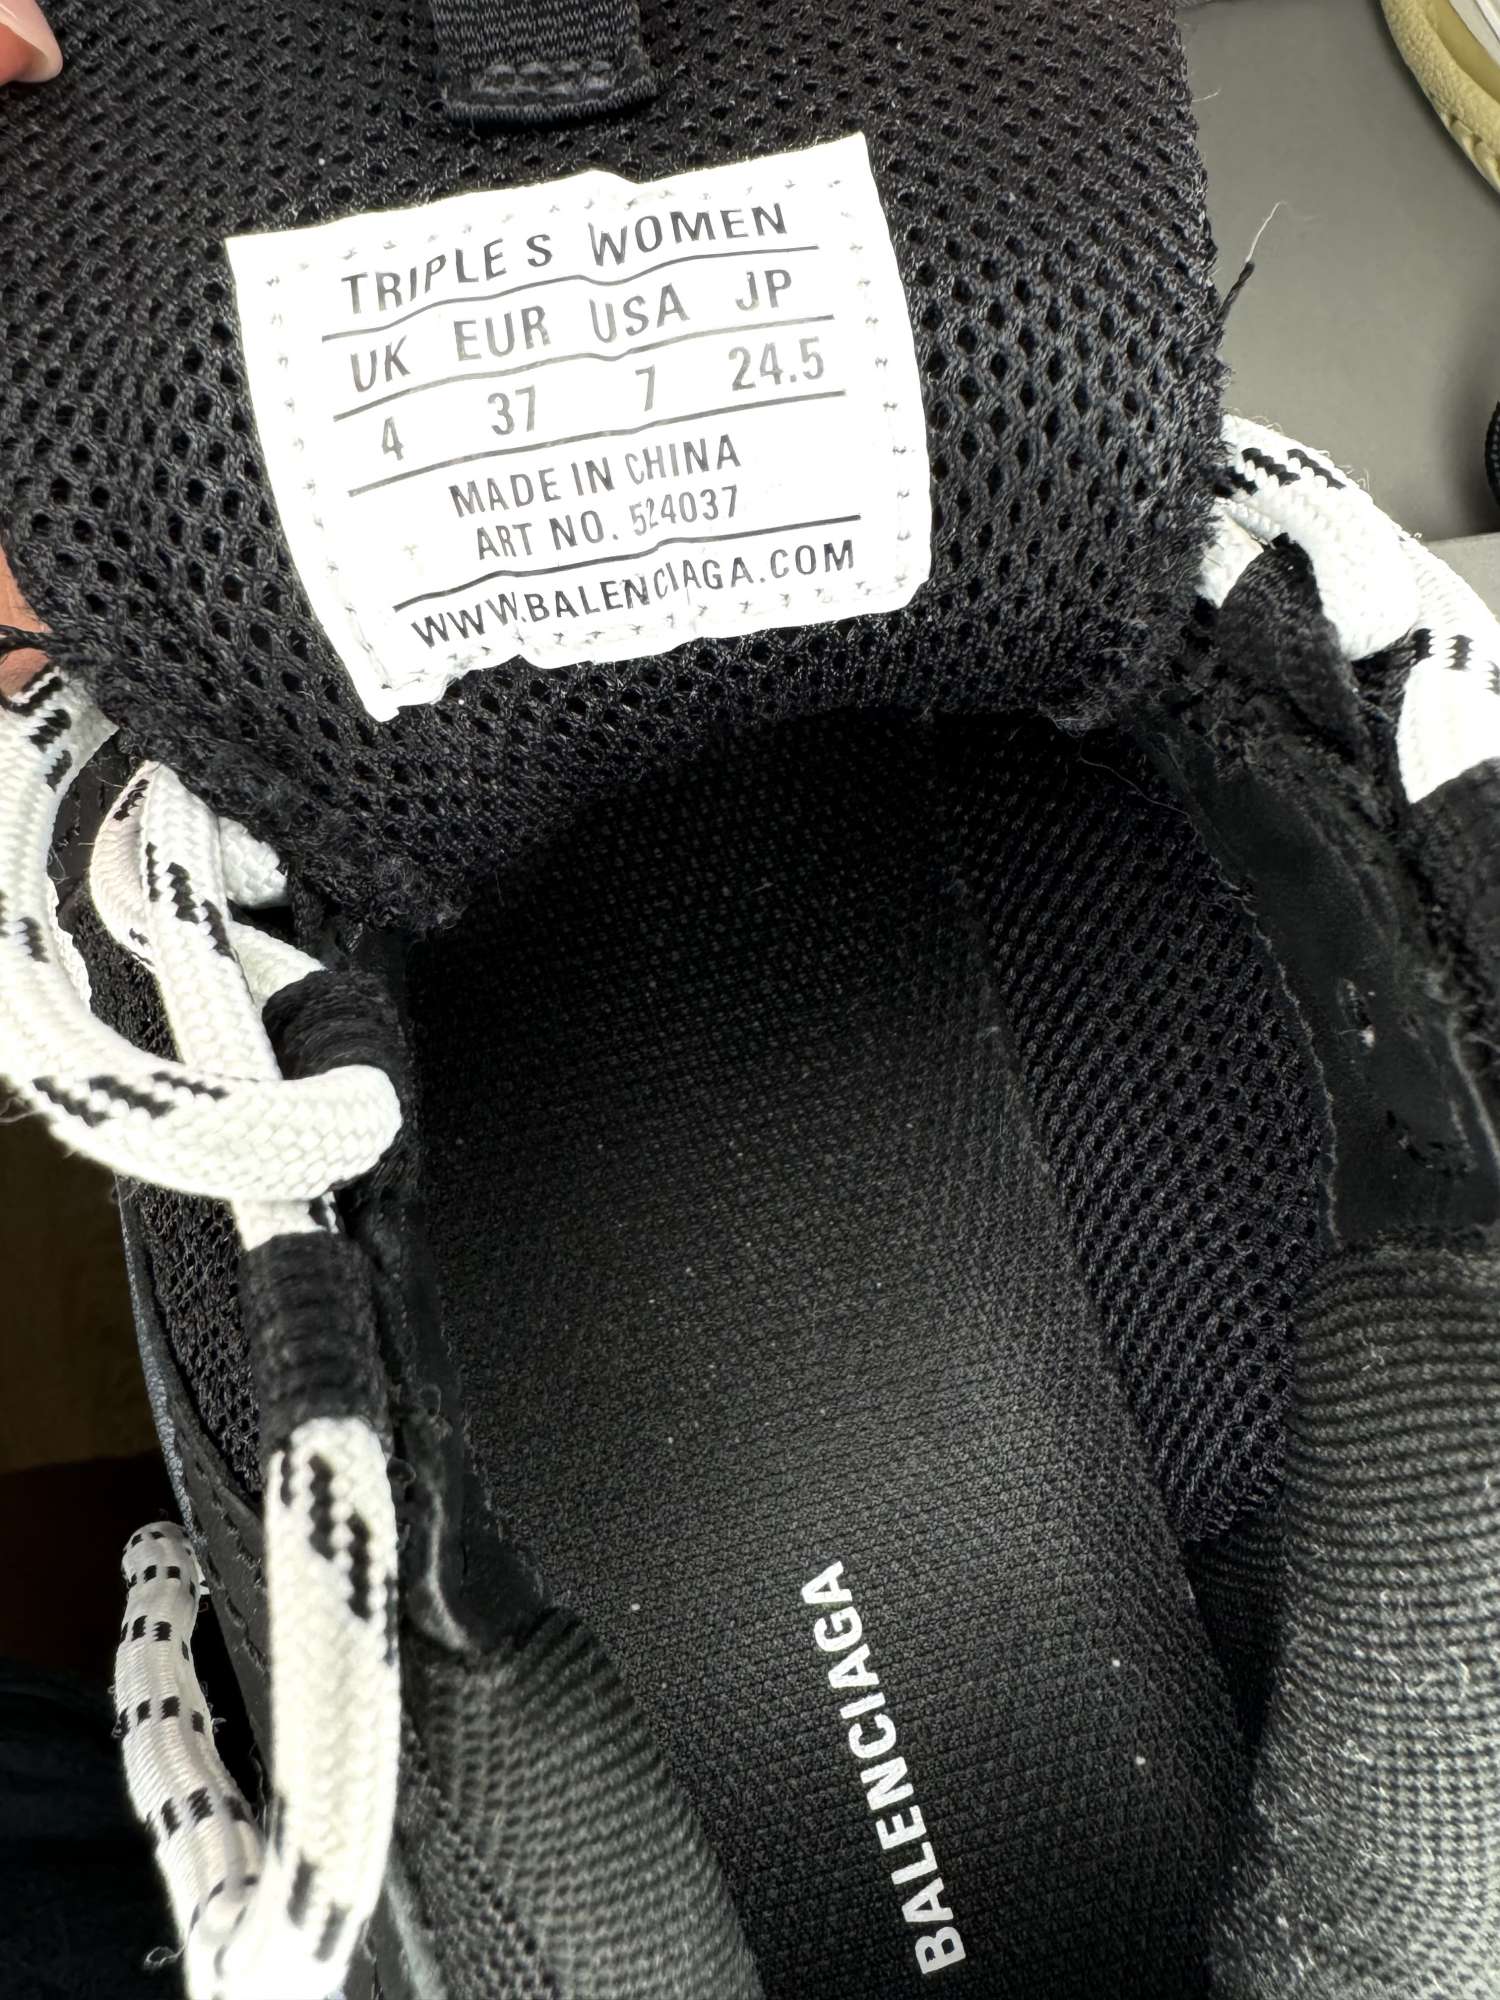 TRIPLE S WOMEN
UK EUR USA JP
4 37 7 24.5
MADE IN CHINA
ART NO. 524037
WWW.BALENCIAGA.COM
BALENCIAGA